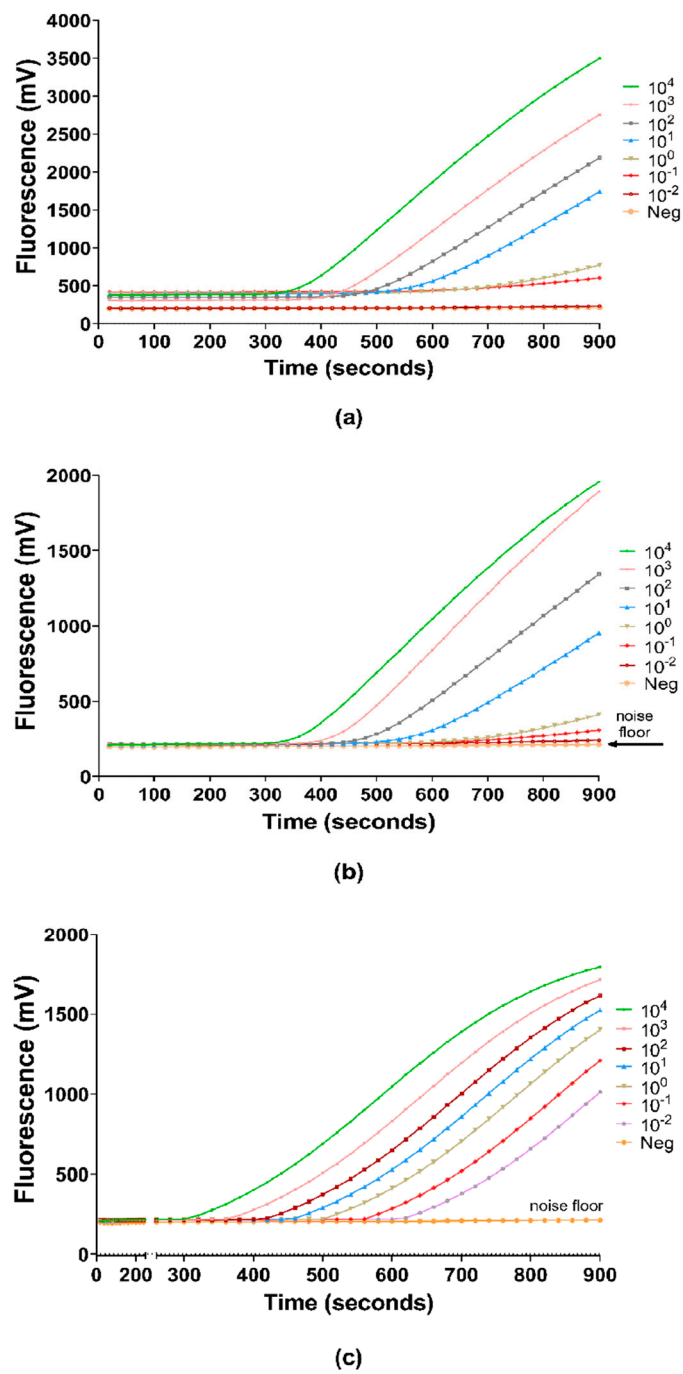 4000
3500
3000
2500
2000
1500
1000
500
0
Fluorescence (mV)
10⁴
10³
10²
10¹
10⁰
10⁻¹
10⁻²
Neg
0 100 200 300 400 500 600 700 800 900
Time (seconds)
(a)
2000
1500
1000
500
0
Fluorescence (mV)
10⁴
10³
10²
10¹
10⁰
10⁻¹
10⁻²
Neg
noise
floor
0 100 200 300 400 500 600 700 800 900
Time (seconds)
(b)
2000
1500
1000
500
0
Fluorescence (mV)
10⁴
10³
10²
10¹
10⁰
10⁻¹
10⁻²
Neg
noise floor
0 200 300 400 500 600 700 800 900
Time (seconds)
(c)